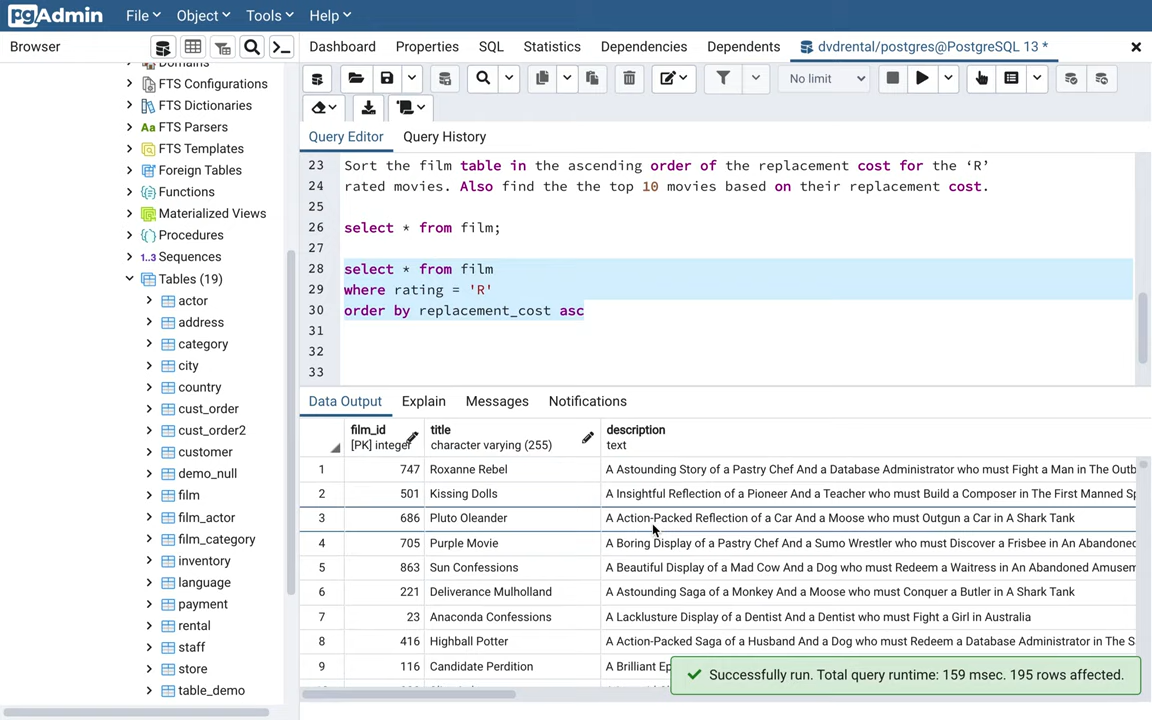 pgAdmin File Object Tools Help
Browser
Dashboard Properties SQL Statistics Dependencies Dependents dvdrental/postgres@PostgreSQL 13 *
No limit
Domains
FTS Configurations
FTS Dictionaries
Aa FTS Parsers
FTS Templates
Foreign Tables
Functions
Materialized Views
Procedures
1..3 Sequences
Tables (19)
actor
address
category
city
country
cust_order
cust_order2
customer
demo_null
film
film_actor
film_category
inventory
language
payment
rental
staff
store
table_demo
Query Editor Query History
23 Sort the film table in the ascending order of the replacement cost for the ‘R’
24 rated movies. Also find the the top 10 movies based on their replacement cost.
25
26 select * from film;
27
28 select * from film
29 where rating = 'R'
30 order by replacement_cost asc
31
32
33
Data Output Explain Messages Notifications
film_id title description
[PK] integer character varying (255) text
1 747 Roxanne Rebel A Astounding Story of a Pastry Chef And a Database Administrator who must Fight a Man in The Outb
2 501 Kissing Dolls A Insightful Reflection of a Pioneer And a Teacher who must Build a Composer in The First Manned Sp
3 686 Pluto Oleander A Action-Packed Reflection of a Car And a Moose who must Outgun a Car in A Shark Tank
4 705 Purple Movie A Boring Display of a Pastry Chef And a Sumo Wrestler who must Discover a Frisbee in An Abandoned
5 863 Sun Confessions A Beautiful Display of a Mad Cow And a Dog who must Redeem a Waitress in An Abandoned Amusem
6 221 Deliverance Mulholland A Astounding Saga of a Monkey And a Moose who must Conquer a Butler in A Shark Tank
7 23 Anaconda Confessions A Lacklusture Display of a Dentist And a Dentist who must Fight a Girl in Australia
8 416 Highball Potter A Action-Packed Saga of a Husband And a Dog who must Redeem a Database Administrator in The S
9 116 Candidate Perdition A Brilliant Ep
Successfully run. Total query runtime: 159 msec. 195 rows affected.